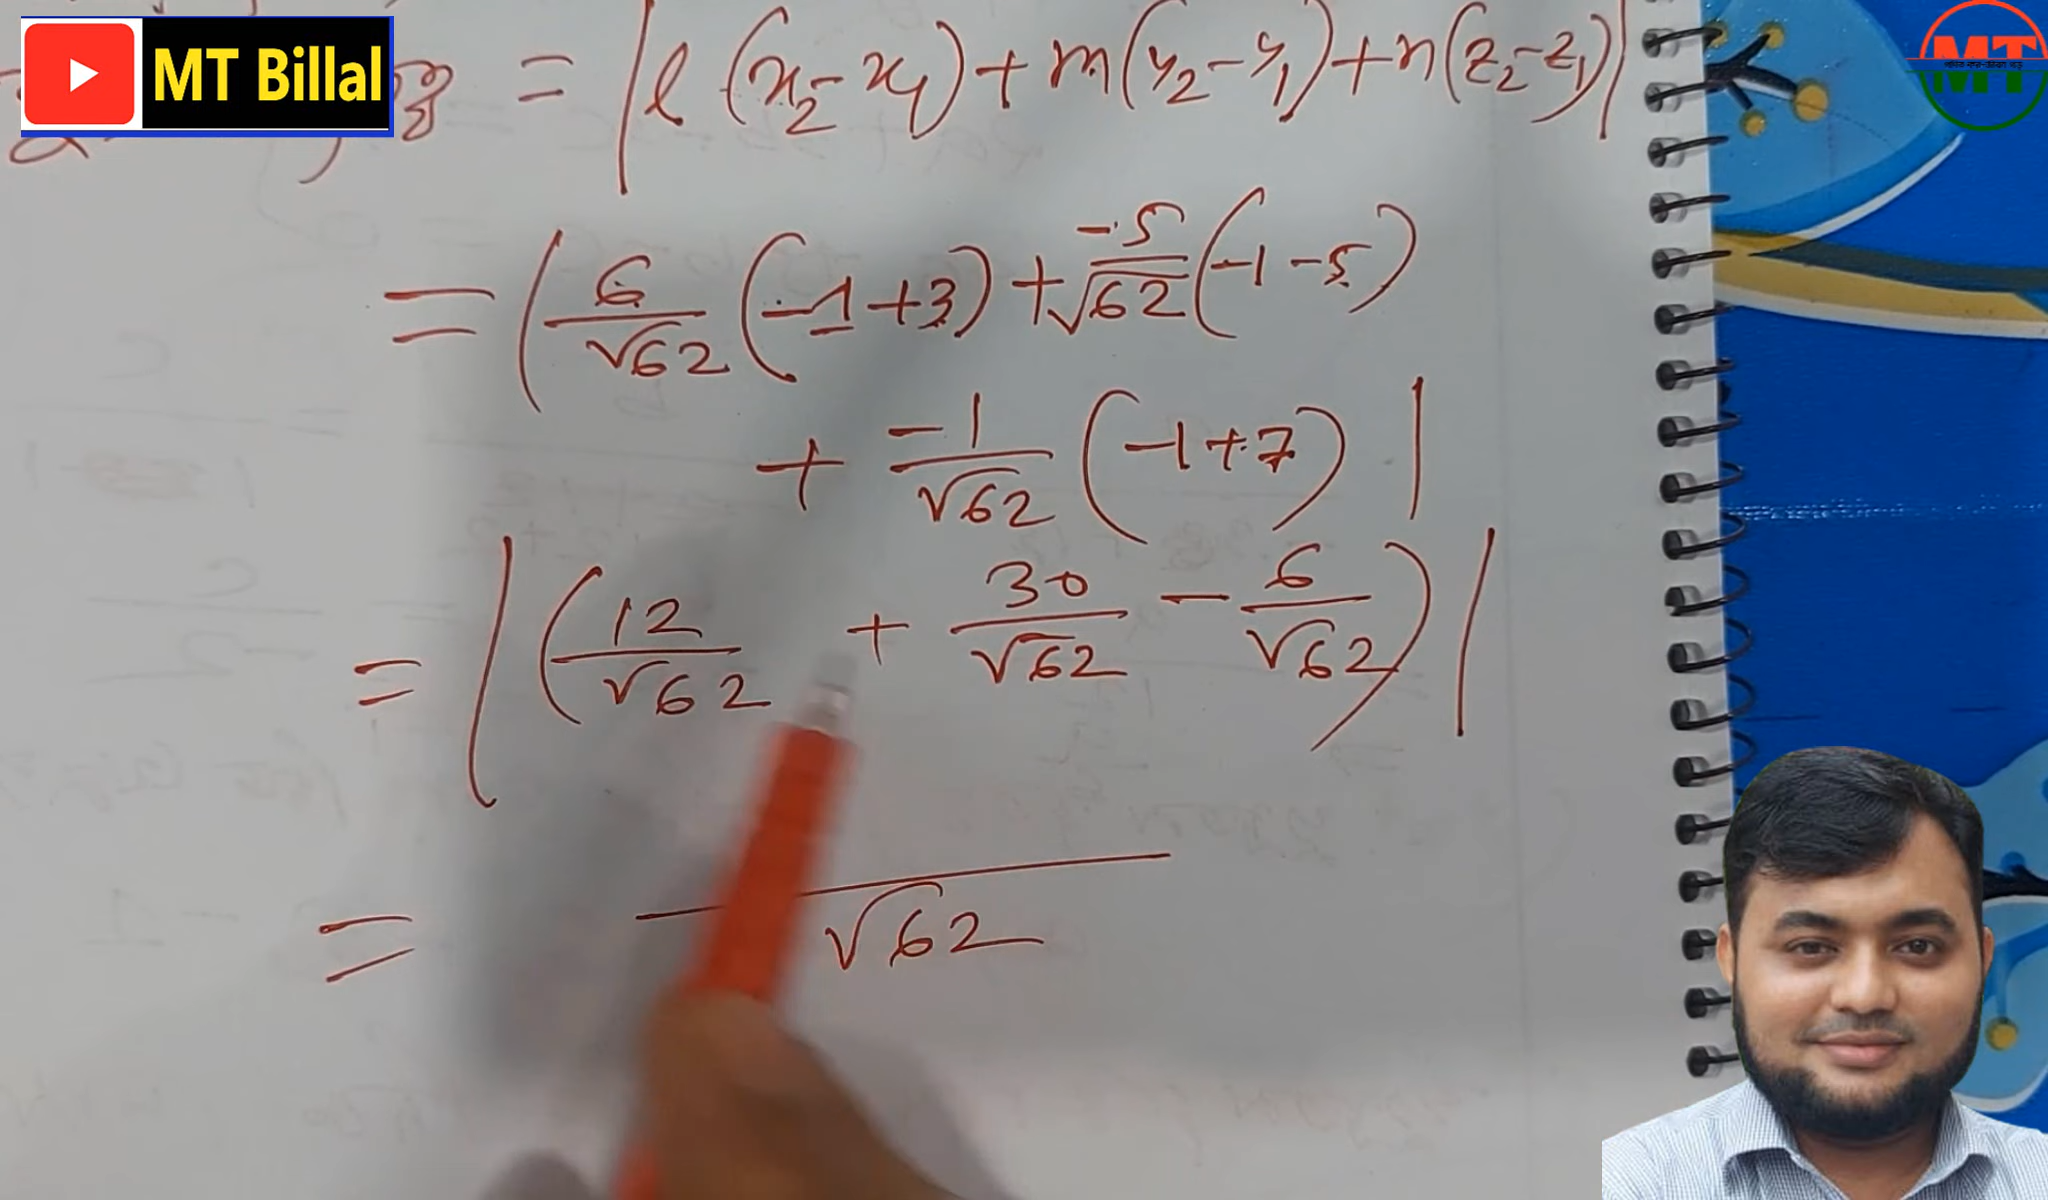 MT Billal
MT
= |l(x₂-x₁)+m(y₂-y₁)+n(z₂-z₁)|
= |6/√62 (-1+3) + -5/√62 (-1-5)
+ -1/√62 (-1+7)|
= |(12/√62 + 30/√62 - 6/√62)|
= /√62